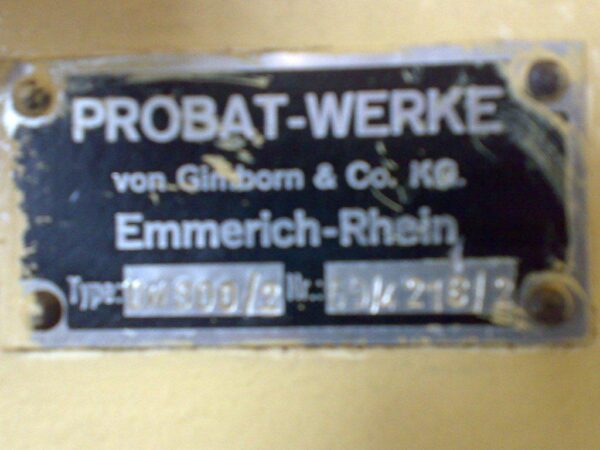 PROBAT-WERKE
von Gimborn & Co. KG.
Emmerich-Rhein
Type: Nr.: